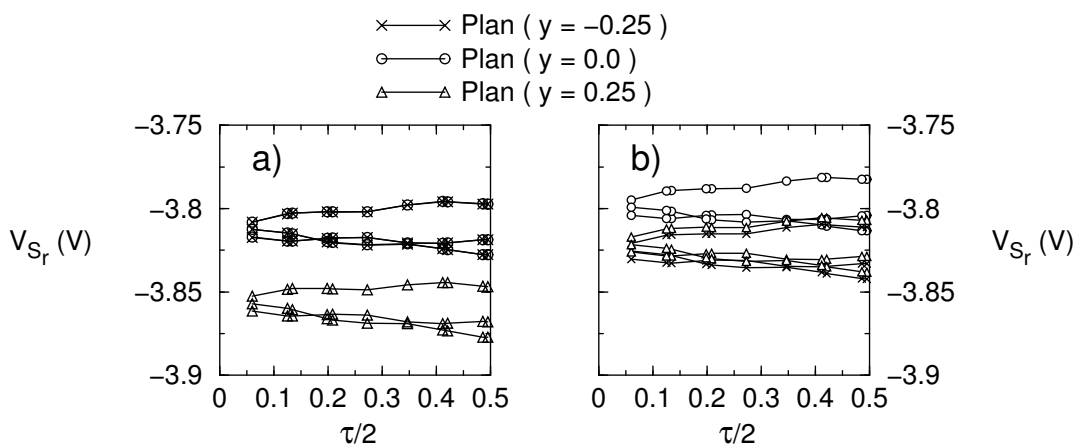 Plan ( y = −0.25 )
Plan ( y = 0.0 )
Plan ( y = 0.25 )
−3.75
−3.8
−3.85
−3.9
V_{S_r} (V)
a)
0 0.1 0.2 0.3 0.4 0.5
τ/2
b)
0 0.1 0.2 0.3 0.4 0.5
τ/2
−3.75
−3.8
−3.85
−3.9
V_{S_r} (V)